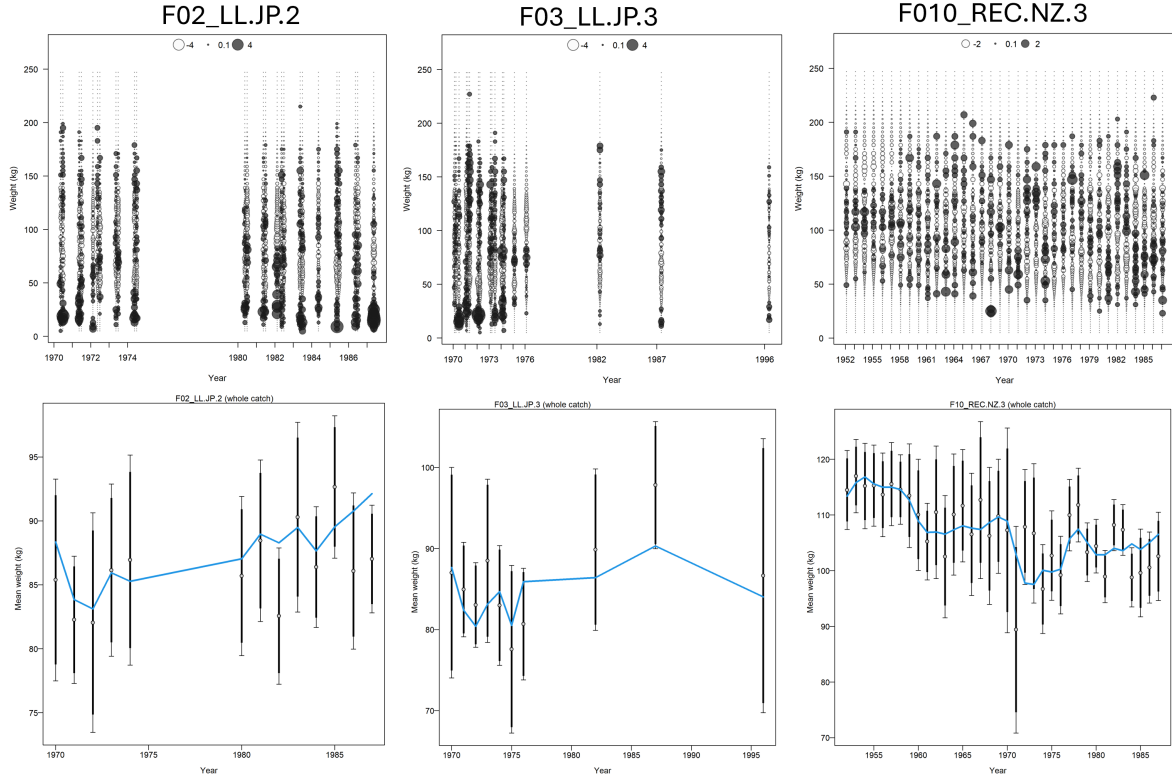 F02_LL.JP.2
F03_LL.JP.3
F010_REC.NZ.3
-4 0.1 4
-4 0.1 4
-2 0.1 2
Weight (kg)
250
200
150
100
50
0
1970 1972 1974 1980 1982 1984 1986
Year
Weight (kg)
250
200
150
100
50
0
1970 1973 1976 1982 1987 1996
Year
Weight (kg)
250
200
150
100
50
0
1952 1955 1958 1961 1964 1967 1970 1973 1976 1979 1982 1985
Year
F02_LL.JP.2 (whole catch)
Mean weight (kg)
95
90
85
80
75
1970 1975 1980 1985
Year
F03_LL.JP.3 (whole catch)
Mean weight (kg)
100
90
80
70
1970 1975 1980 1985 1990 1995
Year
F10_REC.NZ.3 (whole catch)
Mean weight (kg)
120
110
100
90
80
70
1955 1960 1965 1970 1975 1980 1985
Year